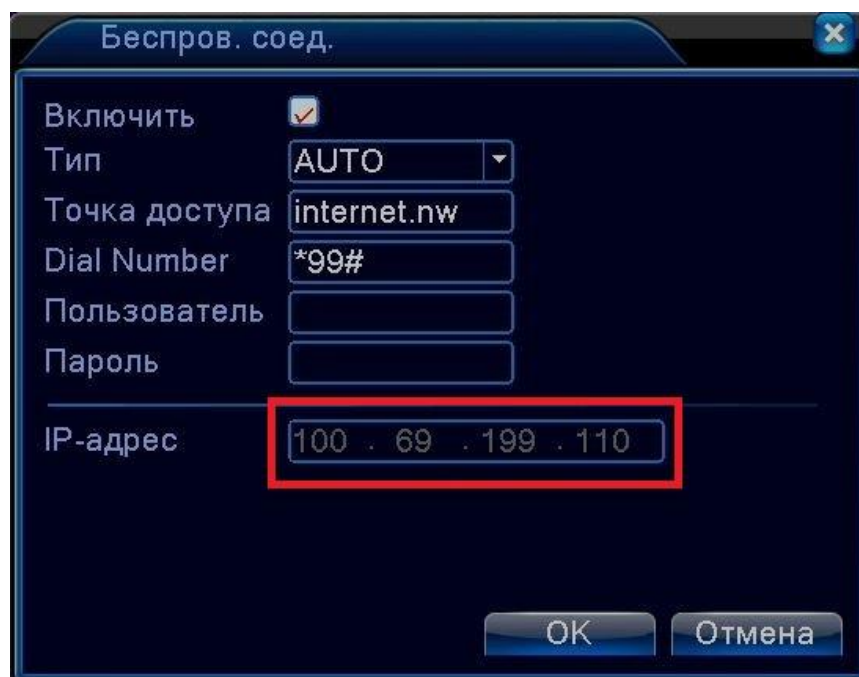 Беспров. соед.
Включить
Тип AUTO
Точка доступа internet.nw
Dial Number *99#
Пользователь
Пароль
IP-адрес 100 . 69 . 199 . 110
OK Отмена